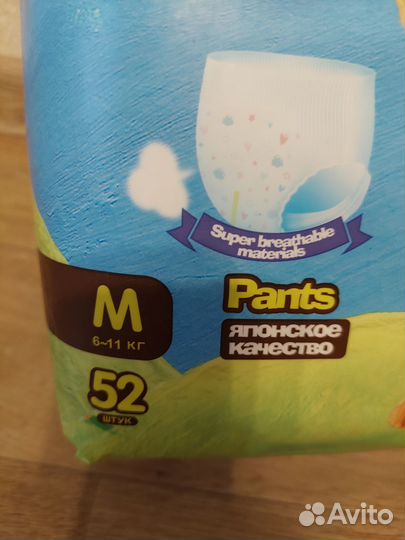 Super breathable
materials
M
6~11 КГ
Pants
ЯПОНСКОЕ
КАЧЕСТВО
52
ШТУК
Avito